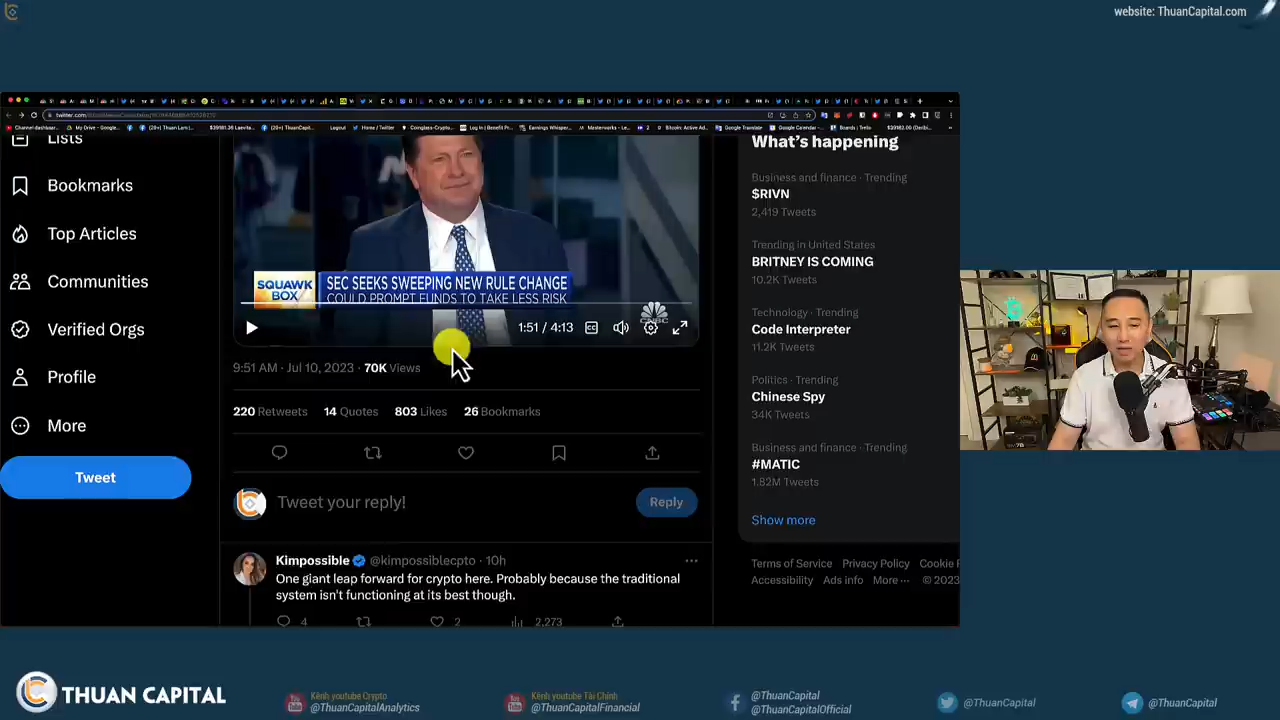 website: ThuanCapital.com
Lists
Bookmarks
Top Articles
Communities
Verified Orgs
Profile
More
Tweet
SQUAWK BOX
SEC SEEKS SWEEPING NEW RULE CHANGE
COULD PROMPT FUNDS TO TAKE LESS RISK
CNBC
1:51 / 4:13
9:51 AM · Jul 10, 2023 · 70K Views
220 Retweets 14 Quotes 803 Likes 26 Bookmarks
Tweet your reply!
Reply
Kimpossible @kimpossiblecpto · 10h
One giant leap forward for crypto here. Probably because the traditional
system isn't functioning at its best though.
4 2 2,273
What's happening
Business and finance · Trending
$RIVN
2,419 Tweets
Trending in United States
BRITNEY IS COMING
10.2K Tweets
Technology · Trending
Code Interpreter
11.2K Tweets
Politics · Trending
Chinese Spy
34K Tweets
Business and finance · Trending
#MATIC
1.82M Tweets
Show more
Terms of Service Privacy Policy Cookie
Accessibility Ads info More ··· © 2023
THUAN CAPITAL
Kênh youtube Crypto
@ThuanCapitalAnalytics
Kênh youtube Tài Chính
@ThuanCapitalFinancial
@ThuanCapital
@ThuanCapitalOfficial
@ThuanCapital
@ThuanCapital